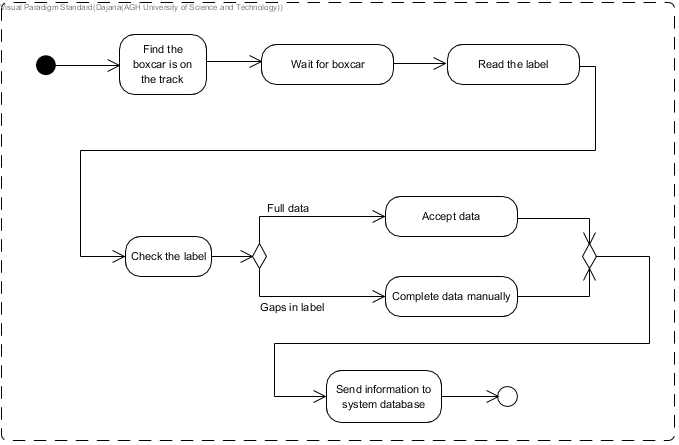 Visual Paradigm Standard(Dajana(AGH University of Science and Technology))
Find the
boxcar is on
the track
Wait for boxcar
Read the label
Full data
Accept data
Check the label
Gaps in label
Complete data manually
Send information to
system database